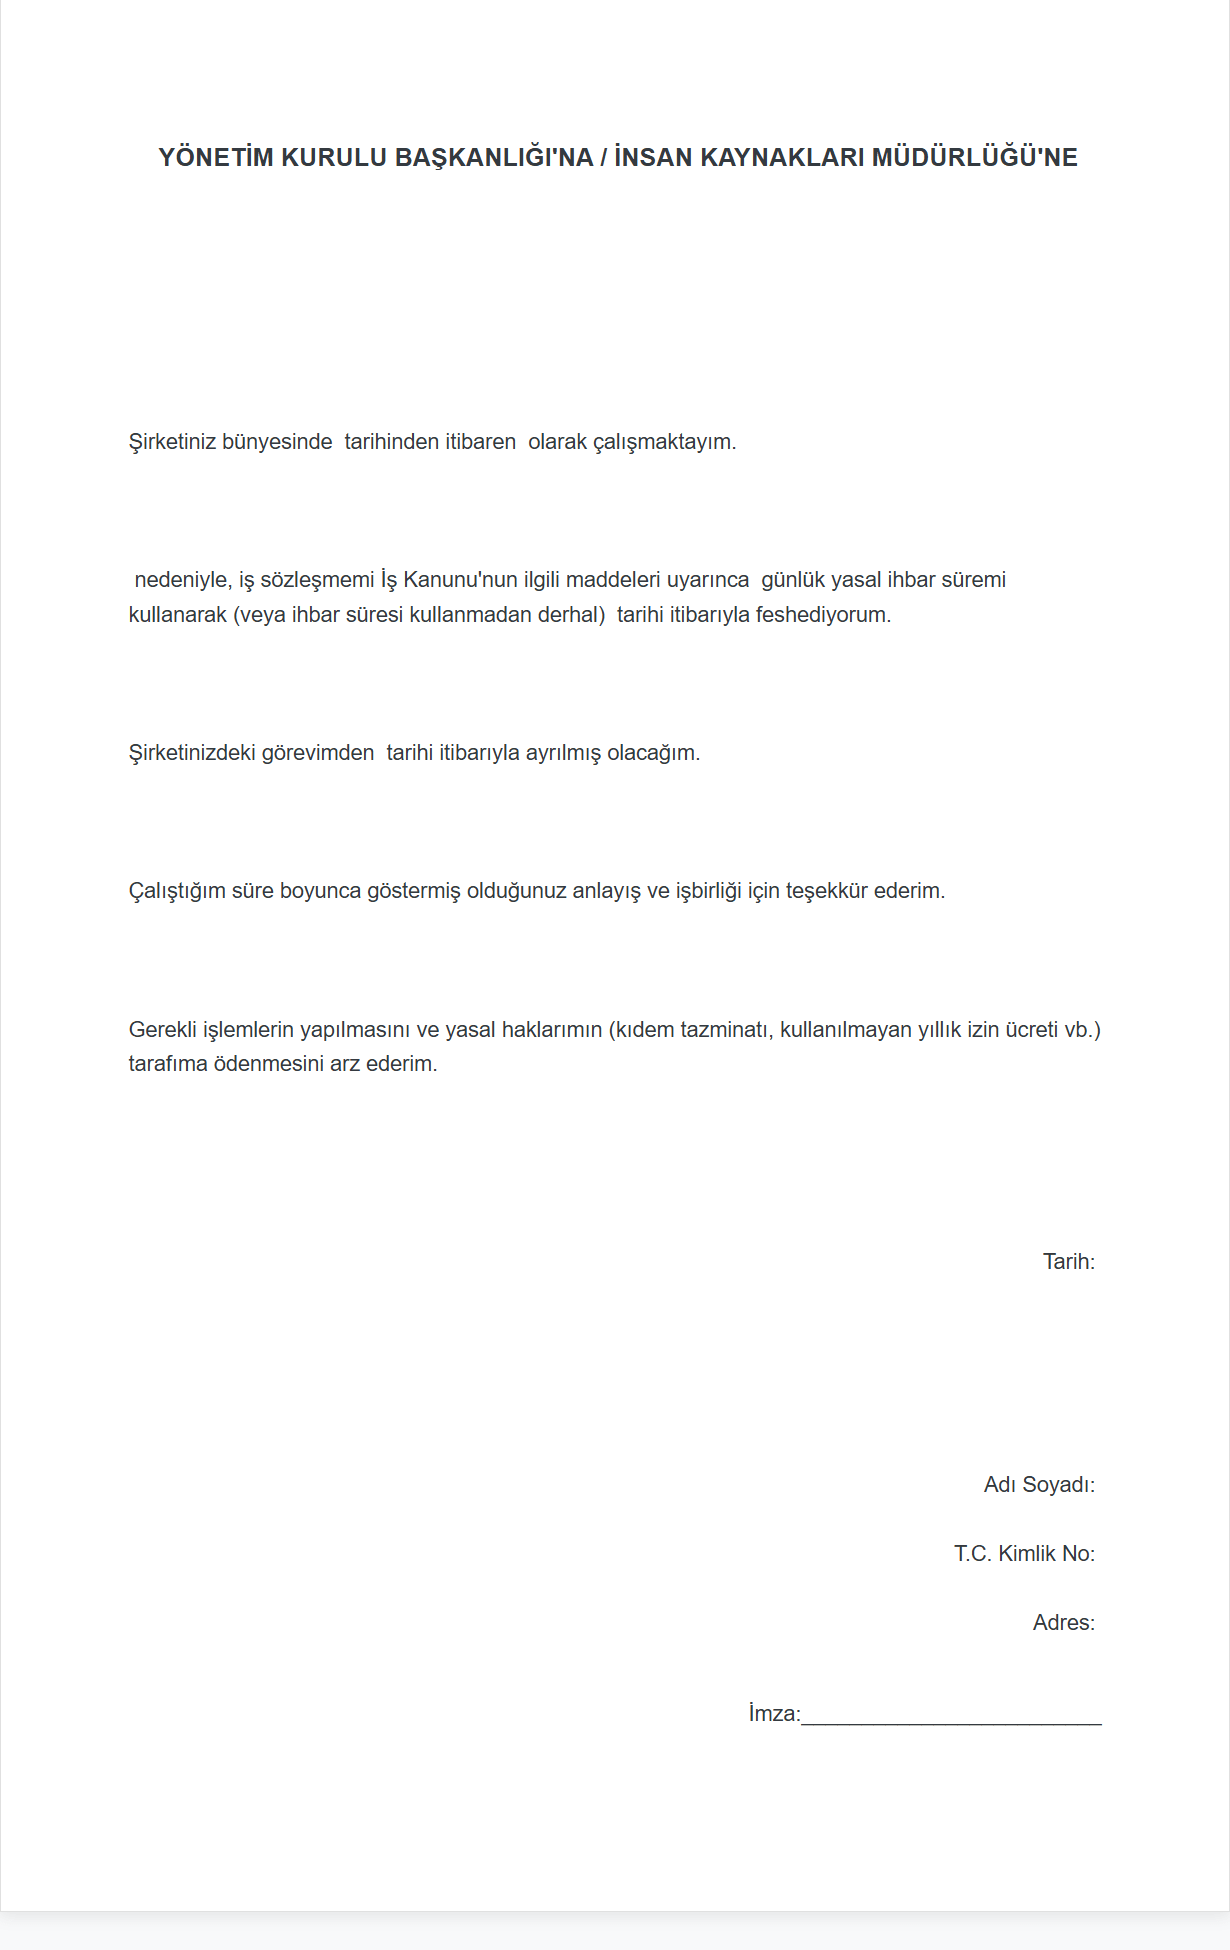 YÖNETİM KURULU BAŞKANLIĞI'NA / İNSAN KAYNAKLARI MÜDÜRLÜĞÜ'NE
Şirketiniz bünyesinde  tarihinden itibaren  olarak çalışmaktayım.
nedeniyle, iş sözleşmemi İş Kanunu'nun ilgili maddeleri uyarınca  günlük yasal ihbar süremi
kullanarak (veya ihbar süresi kullanmadan derhal)  tarihi itibarıyla feshediyorum.
Şirketinizdeki görevimden  tarihi itibarıyla ayrılmış olacağım.
Çalıştığım süre boyunca göstermiş olduğunuz anlayış ve işbirliği için teşekkür ederim.
Gerekli işlemlerin yapılmasını ve yasal haklarımın (kıdem tazminatı, kullanılmayan yıllık izin ücreti vb.)
tarafıma ödenmesini arz ederim.
Tarih:
Adı Soyadı:
T.C. Kimlik No:
Adres:
İmza:_________________________